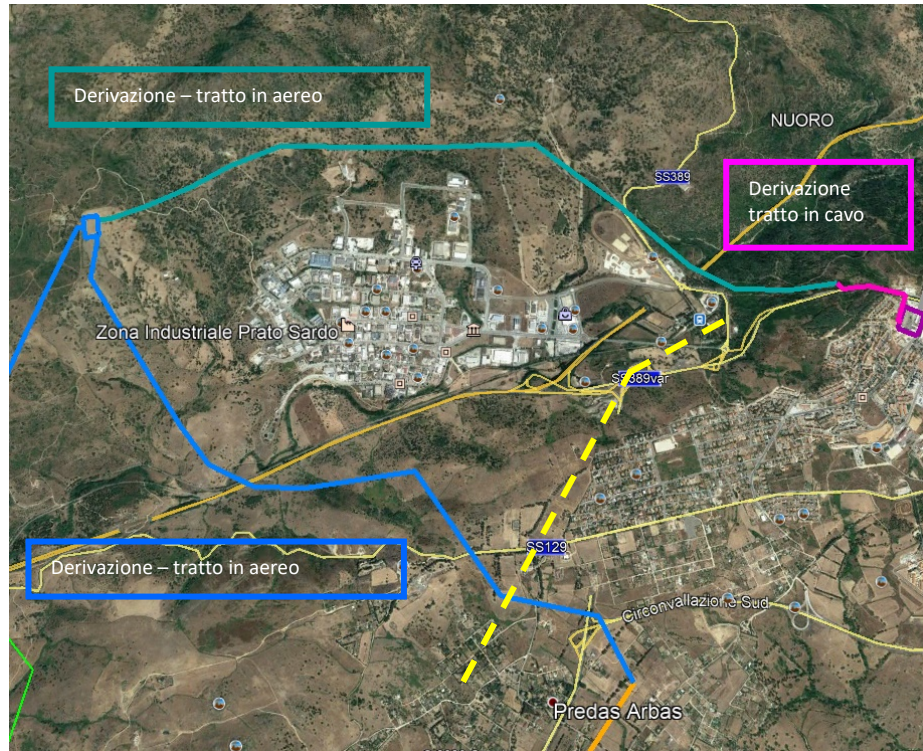 Derivazione – tratto in aereo
NUORO
SS389
Derivazione
tratto in cavo
Zona Industriale Prato Sardo
SS389var
SS129
Derivazione – tratto in aereo
Circonvallazione Sud
Predas Arbas